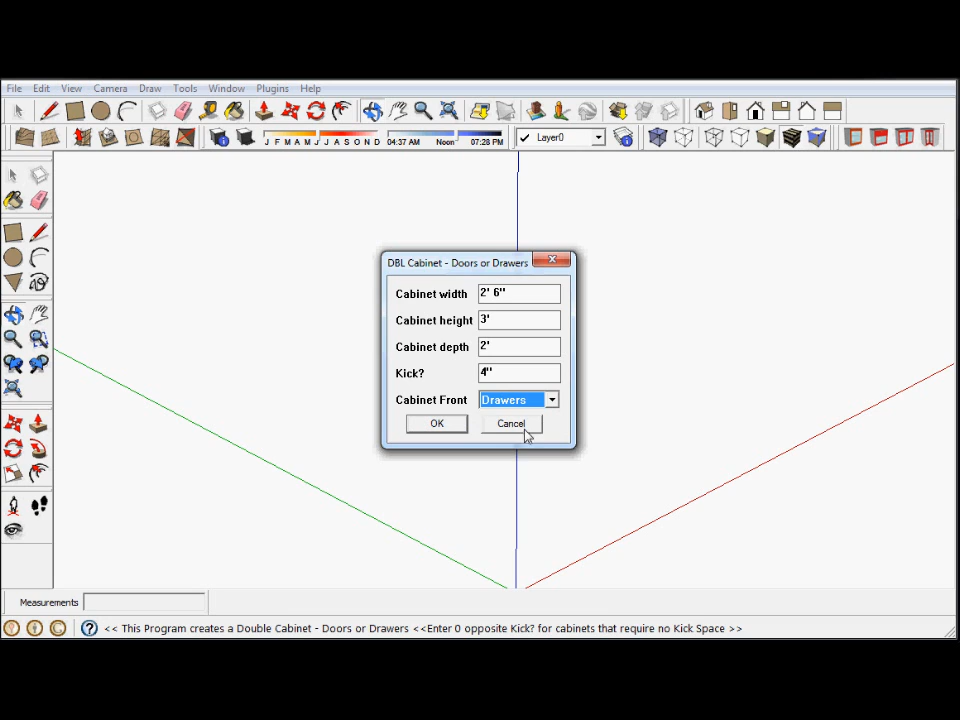 File Edit View Camera Draw Tools Plugins Window Help
J F M A M J J A S O N D 04:37 AM Noon 07:28 PM Layer0
DBL Cabinet - Doors or Drawers
Cabinet width 2' 6"
Cabinet height 3'
Cabinet depth 2'
Kick? 4"
Cabinet Front Drawers
OK Cancel
Measurements
<< This Program creates a Double Cabinet - Doors or Drawers <<Enter 0 opposite Kick? for cabinets that require no Kick Space >>